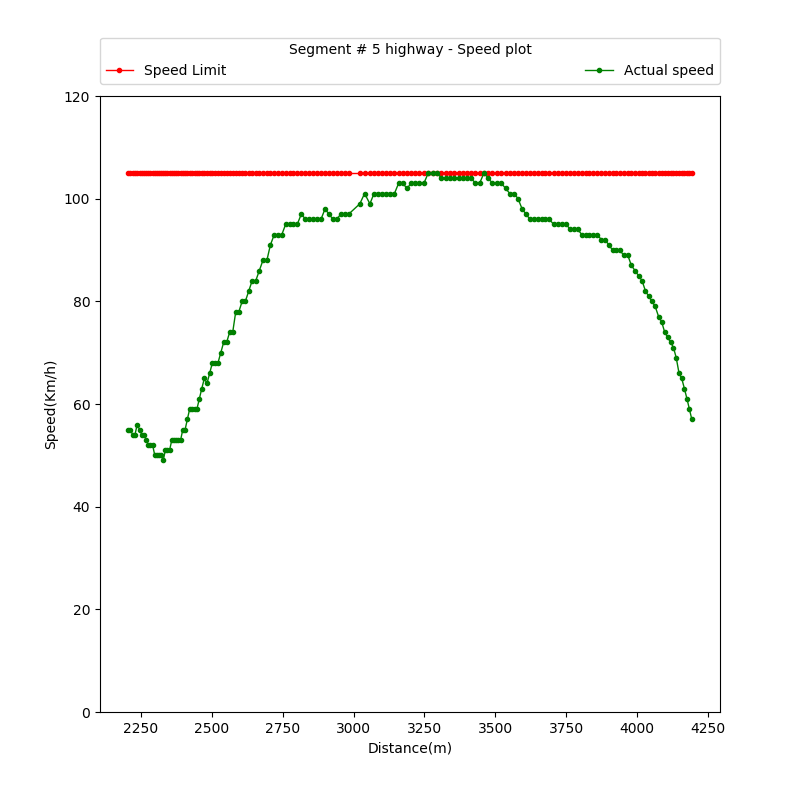 Segment # 5 highway - Speed plot
Speed Limit
Actual speed
120
100
80
60
40
20
0
Speed(Km/h)
2250 2500 2750 3000 3250 3500 3750 4000 4250
Distance(m)